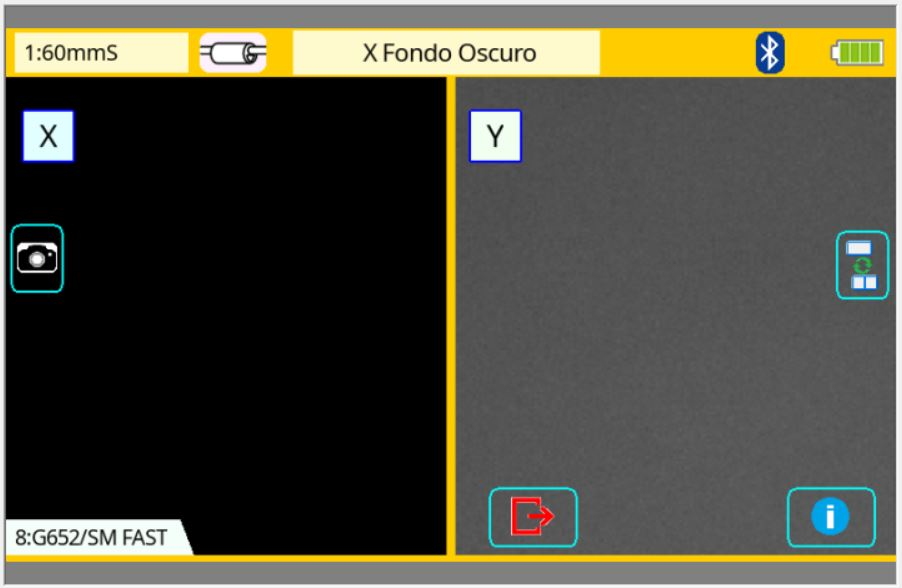 1:60mmS
X Fondo Oscuro
X
Y
8:G652/SM FAST
i